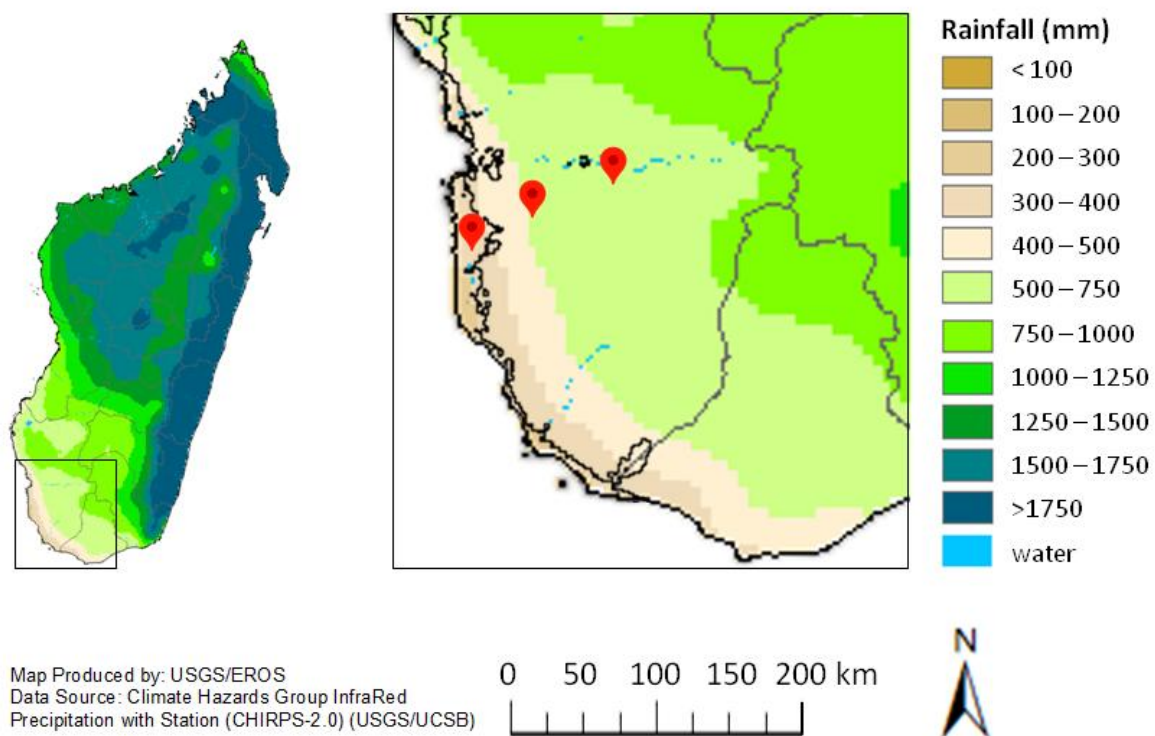 Rainfall (mm)
< 100
100 – 200
200 – 300
300 – 400
400 – 500
500 – 750
750 – 1000
1000 – 1250
1250 – 1500
1500 – 1750
>1750
water
Map Produced by: USGS/EROS
Data Source: Climate Hazards Group InfraRed
Precipitation with Station (CHIRPS-2.0) (USGS/UCSB)
0 50 100 200 km
N